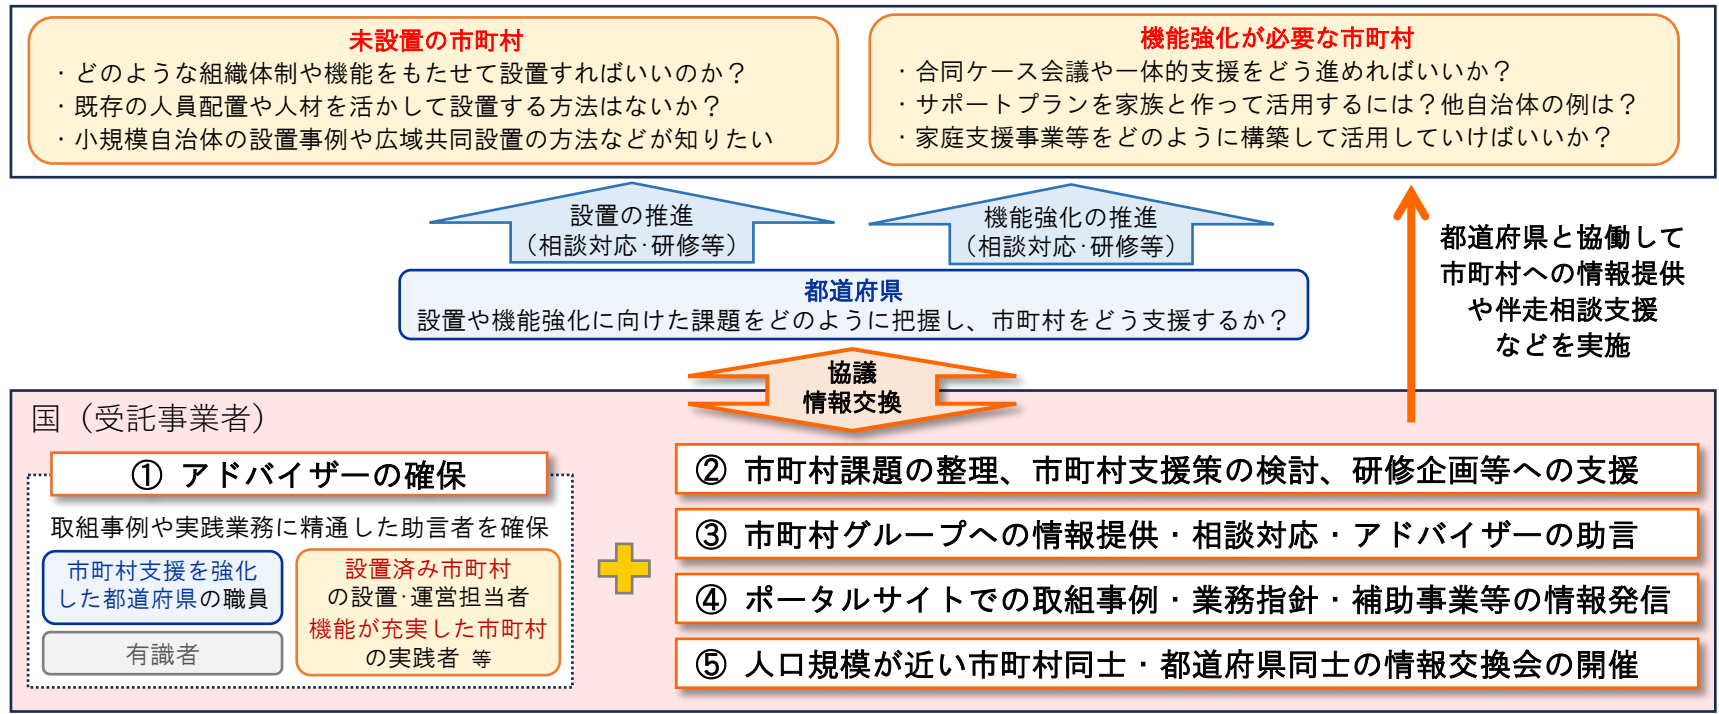 未設置の市町村
・どのような組織体制や機能をもたせて設置すればいいのか？
・既存の人員配置や人材を活かして設置する方法はないか？
・小規模自治体の設置事例や広域共同設置の方法などが知りたい
機能強化が必要な市町村
・合同ケース会議や一体的支援をどう進めればいいか？
・サポートプランを家族と作って活用するには？他自治体の例は？
・家庭支援事業等をどのように構築して活用していけばいいか？
設置の推進
（相談対応･研修等）
機能強化の推進
（相談対応･研修等）
都道府県と協働して
市町村への情報提供
や伴走相談支援
などを実施
都道府県
設置や機能強化に向けた課題をどのように把握し、市町村をどう支援するか？
協議
情報交換
国（受託事業者）
① アドバイザーの確保
取組事例や実践業務に精通した助言者を確保
市町村支援を強化
した都道府県の職員
有識者
設置済み市町村
の設置･運営担当者
機能が充実した市町村
の実践者 等
② 市町村課題の整理、市町村支援策の検討、研修企画等への支援
③ 市町村グループへの情報提供・相談対応・アドバイザーの助言
④ ポータルサイトでの取組事例・業務指針・補助事業等の情報発信
⑤ 人口規模が近い市町村同士・都道府県同士の情報交換会の開催